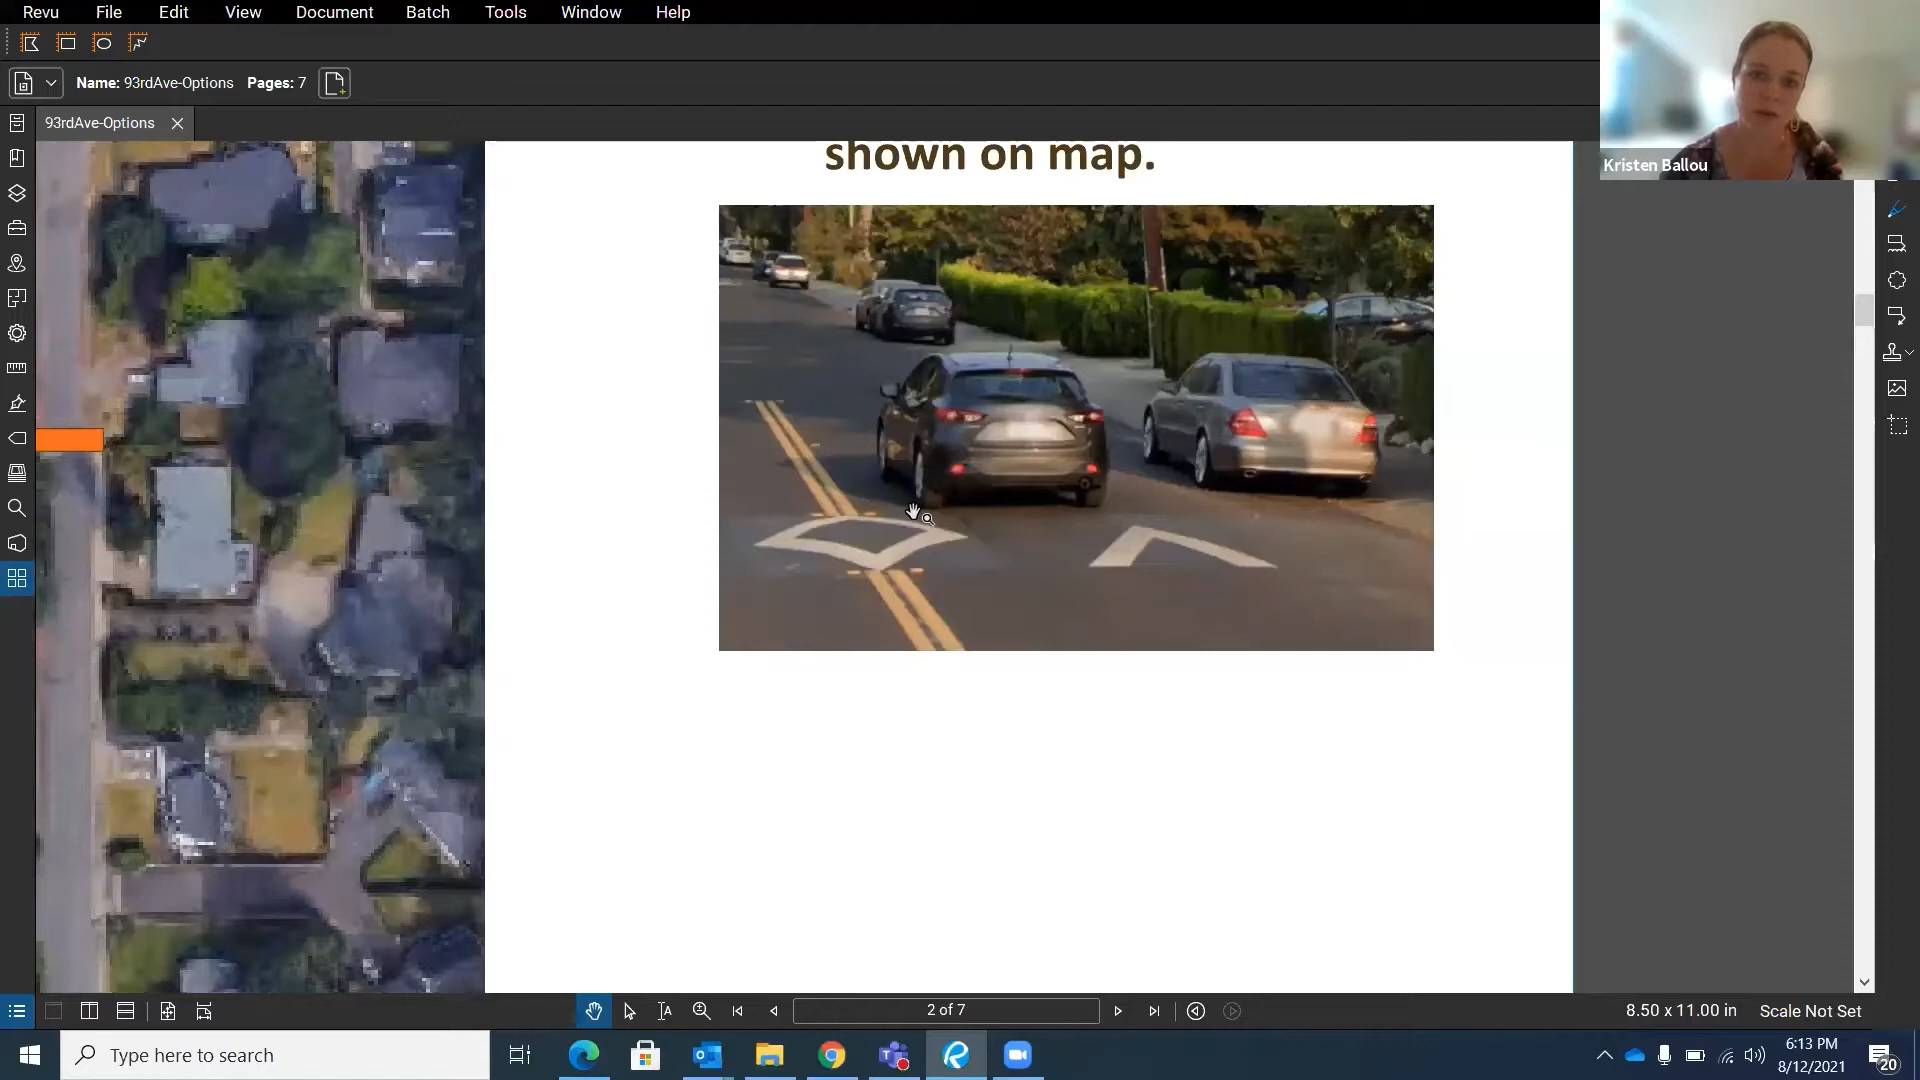 Revu File Edit View Document Batch Tools Window Help
Name: 93rdAve-Options Pages: 7
93rdAve-Options
shown on map.
Kristen Ballou
2 of 7
8.50 x 11.00 in Scale Not Set
Type here to search
6:13 PM
8/12/2021
20